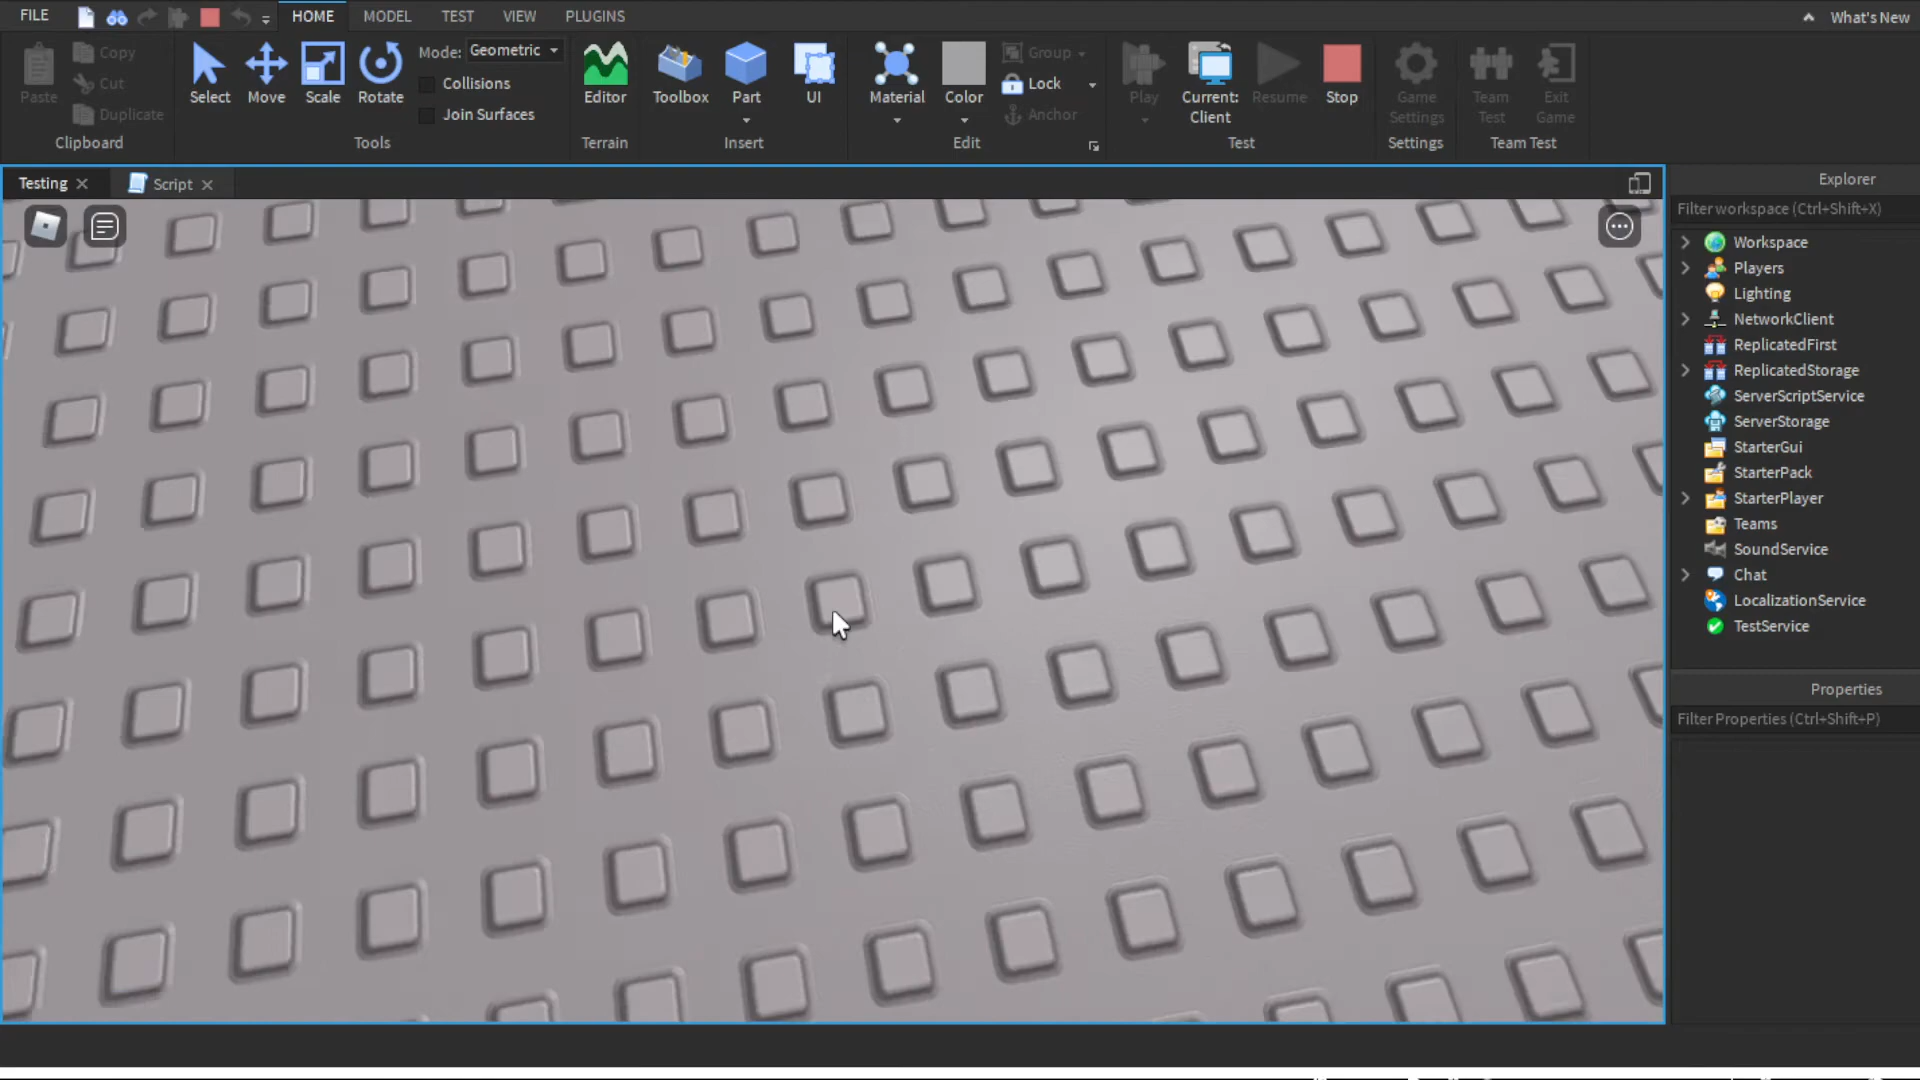 FILE HOME MODEL TEST VIEW PLUGINS What's New
Paste Copy Cut Duplicate
Clipboard
Select Move Scale Rotate
Mode: Geometric
Collisions
Join Surfaces
Tools
Editor
Terrain
Toolbox Part UI
Insert
Material Color
Group
Lock
Anchor
Edit
Play Current: Client Resume Stop
Test
Game Settings
Settings
Team Test Exit Game
Team Test
Testing Script
Explorer
Filter workspace (Ctrl+Shift+X)
Workspace
Players
Lighting
NetworkClient
ReplicatedFirst
ReplicatedStorage
ServerScriptService
ServerStorage
StarterGui
StarterPack
StarterPlayer
Teams
SoundService
Chat
LocalizationService
TestService
Properties
Filter Properties (Ctrl+Shift+P)